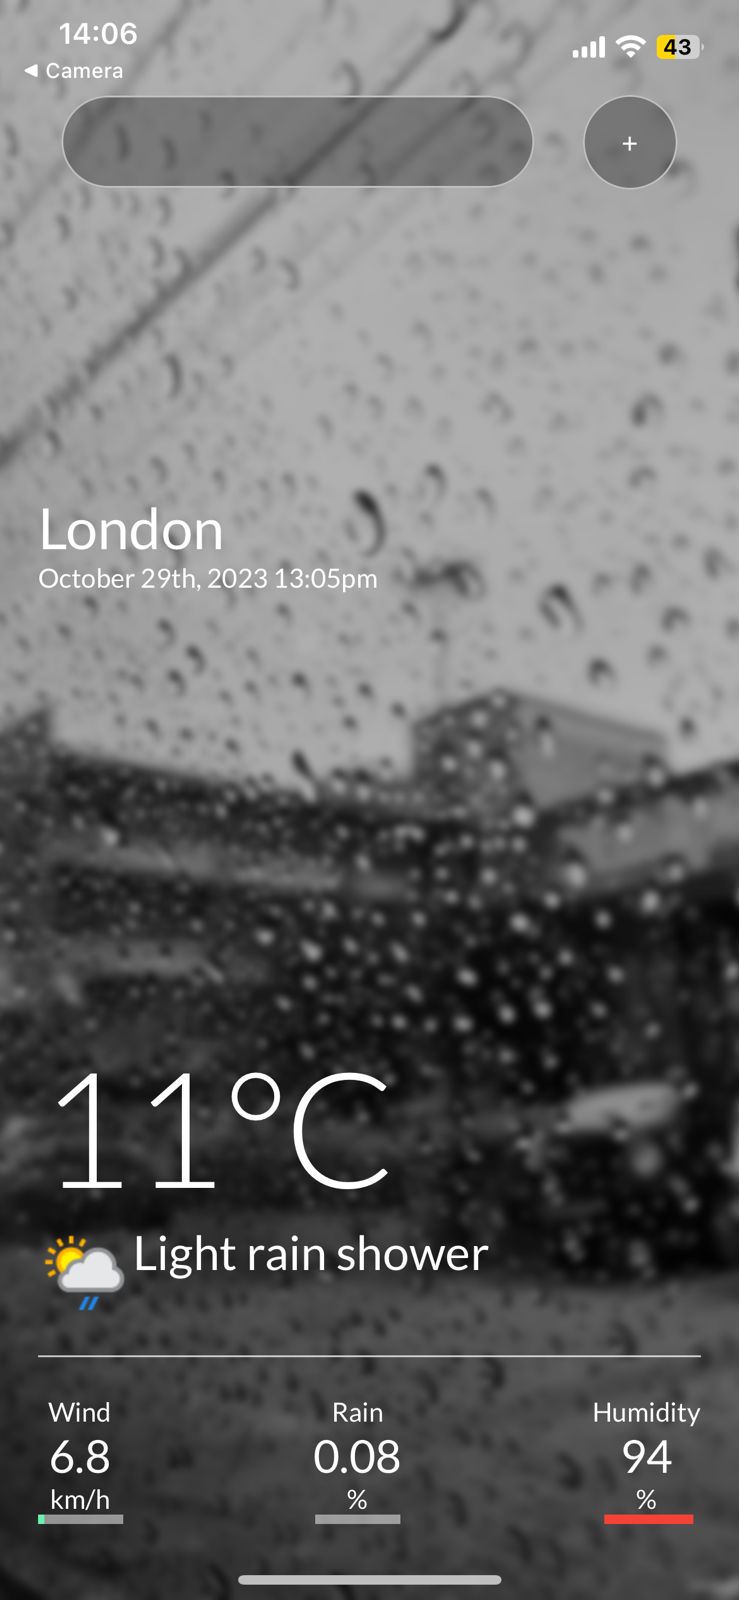 14:06
43
◀ Camera
+
London
October 29th, 2023 13:05pm
11°C
Light rain shower
Wind Rain Humidity
6.8 0.08 94
km/h % %